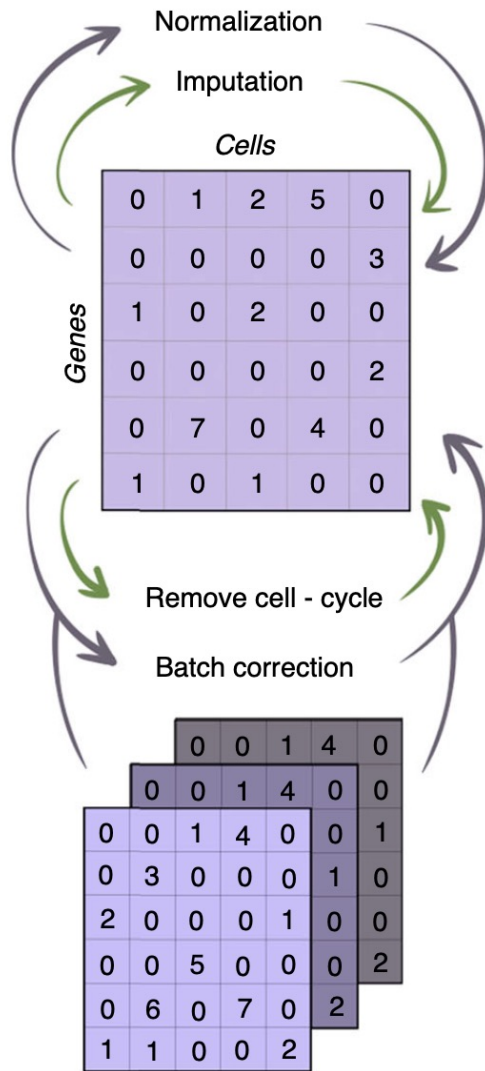 Normalization
Imputation
Cells
Genes
0 1 2 5 0
0 0 0 0 3
1 0 2 0 0
0 0 0 0 2
0 7 0 4 0
1 0 1 0 0
Remove cell - cycle
Batch correction
0 0 1 4 0
0 0 1 4 0 0
0 0 1 4 0 0 1
0 3 0 0 0 1 0
2 0 0 0 1 0 0
0 0 5 0 0 0 2
0 6 0 7 0 2
1 1 0 0 2